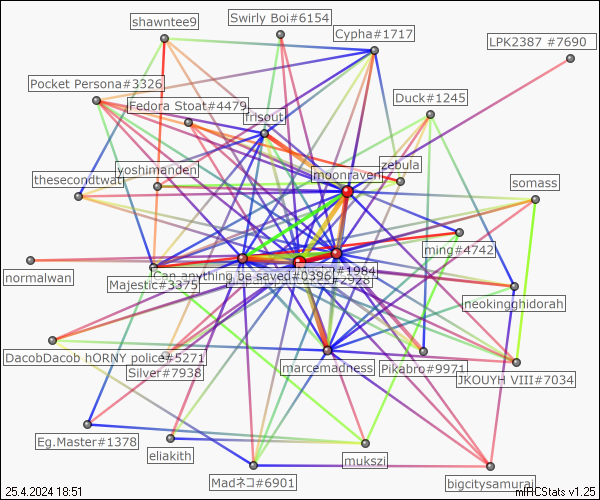 shawntee9
Swirly Boi#6154
Cypha#1717
LPK2387 #7690
Pocket Persona#3326
Fedora Stoat#4479
Duck#1245
frisout
zebula
yoshimanden
moonraven
thesecondtwat
somass
ming#4742
normalwan
Can anything be saved#0396
#1984
Majestic#3375
#2928
neokingghidorah
DacobDacob hORNY police#5271
Silver#7938
marcemadness
Pikabro#9971
JKOUYH VIII#7034
Eg.Master#1378
eliakith
mukszi
Madネコ#6901
bigcitysamurai
25.4.2024 18:51
mIRCStats v1.25